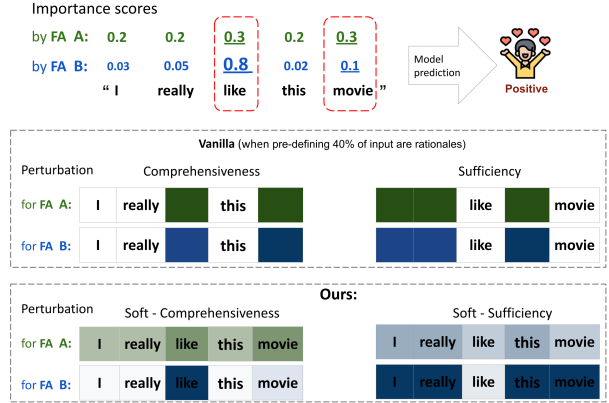 Importance scores
by FA A: 0.2 0.2 0.3 0.2 0.3
by FA B: 0.03 0.05 0.8 0.02 0.1
“ I really like this movie ”
Model prediction
Positive
Vanilla (when pre-defining 40% of input are rationales)
Perturbation Comprehensiveness Sufficiency
for FA A: I really this like movie
for FA B: I really this like movie
Ours:
Perturbation Soft - Comprehensiveness Soft - Sufficiency
for FA A: I really like this movie I really like this movie
for FA B: I really like this movie I really like this movie